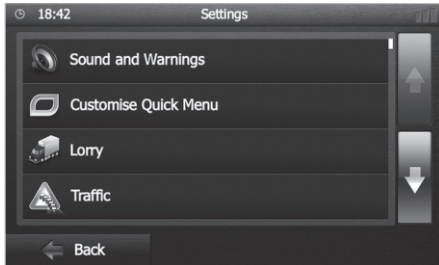 18:42 Settings
Sound and Warnings
Customise Quick Menu
Lorry
Traffic
Back